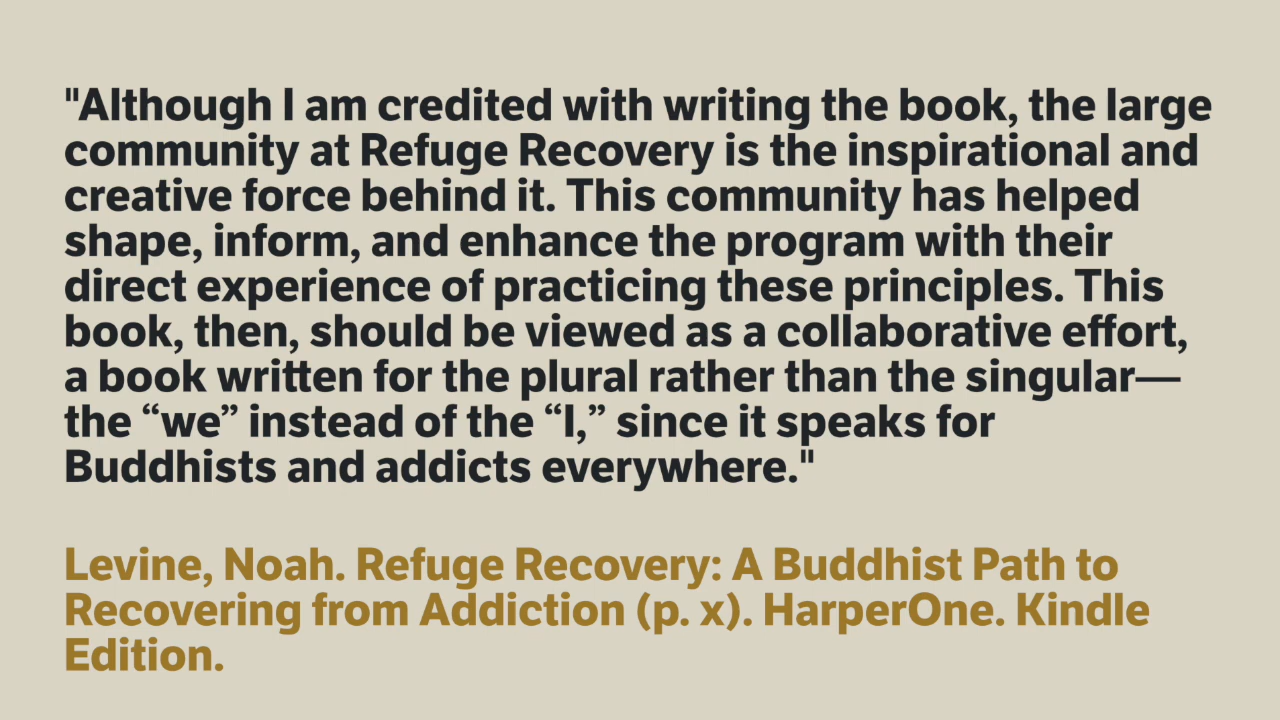 "Although I am credited with writing the book, the large
community at Refuge Recovery is the inspirational and
creative force behind it. This community has helped
shape, inform, and enhance the program with their
direct experience of practicing these principles. This
book, then, should be viewed as a collaborative effort,
a book written for the plural rather than the singular—
the “we” instead of the “I,” since it speaks for
Buddhists and addicts everywhere."
Levine, Noah. Refuge Recovery: A Buddhist Path to
Recovering from Addiction (p. x). HarperOne. Kindle
Edition.